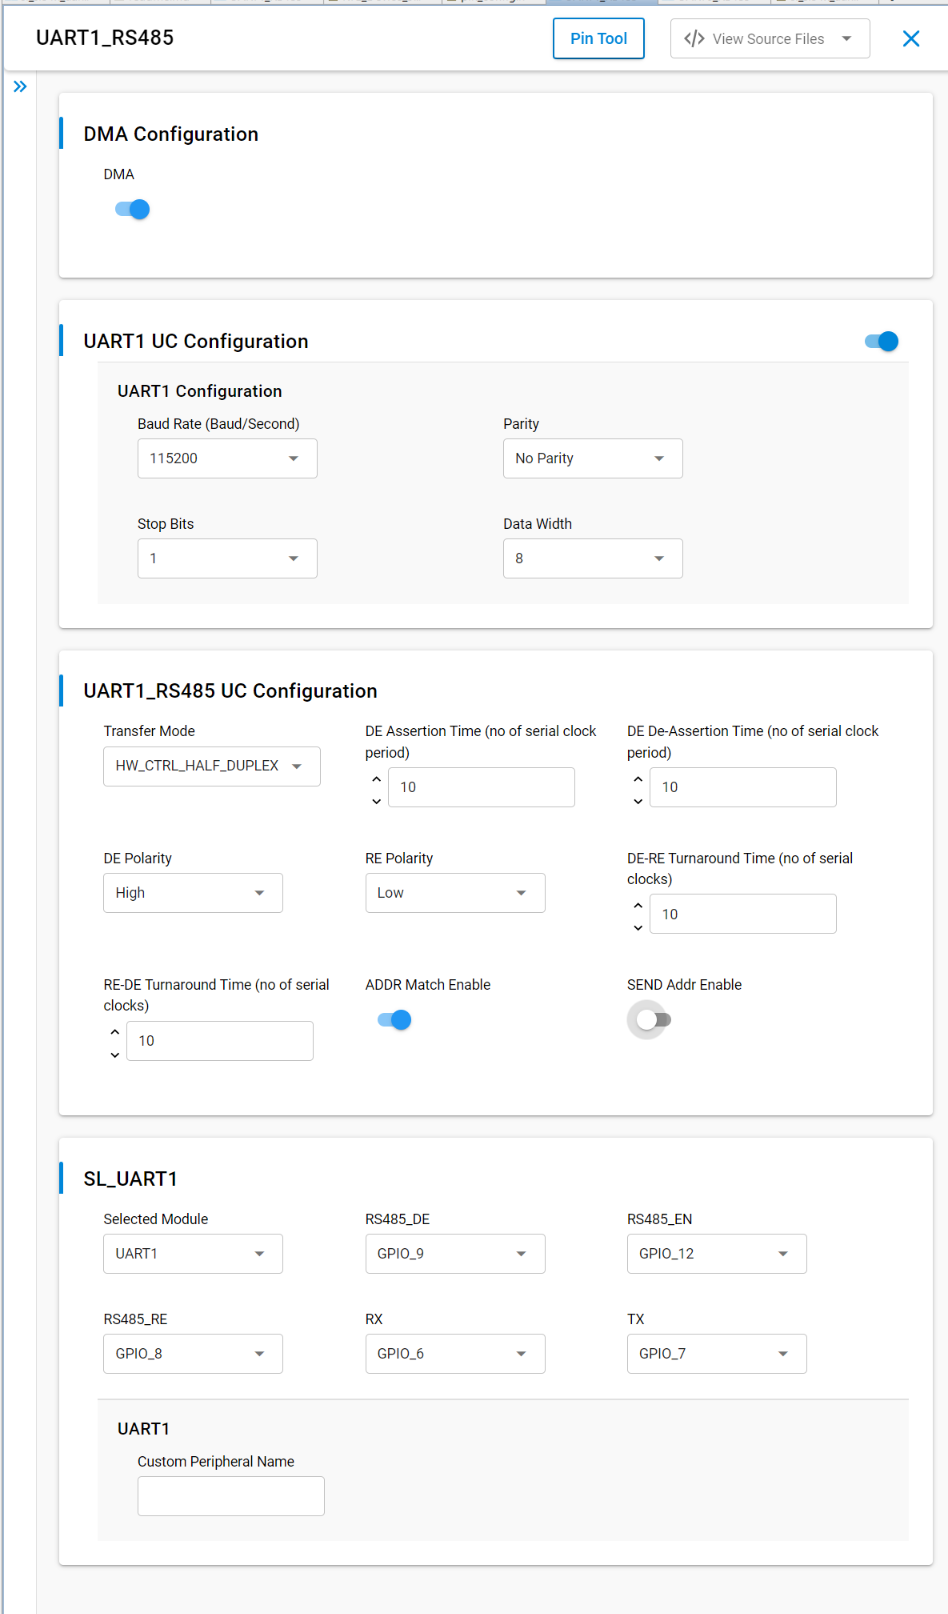 UART1_RS485
Pin Tool
</> View Source Files
DMA Configuration
DMA
UART1 UC Configuration
UART1 Configuration
Baud Rate (Baud/Second)
Parity
115200
No Parity
Stop Bits
Data Width
1
8
UART1_RS485 UC Configuration
Transfer Mode
HW_CTRL_HALF_DUPLEX
DE Assertion Time (no of serial clock
period)
10
DE De-Assertion Time (no of serial clock
period)
10
DE Polarity
High
RE Polarity
Low
DE-RE Turnaround Time (no of serial
clocks)
10
RE-DE Turnaround Time (no of serial
clocks)
10
ADDR Match Enable
SEND Addr Enable
SL_UART1
Selected Module
RS485_DE
RS485_EN
UART1
GPIO_9
GPIO_12
RS485_RE
RX
TX
GPIO_8
GPIO_6
GPIO_7
UART1
Custom Peripheral Name